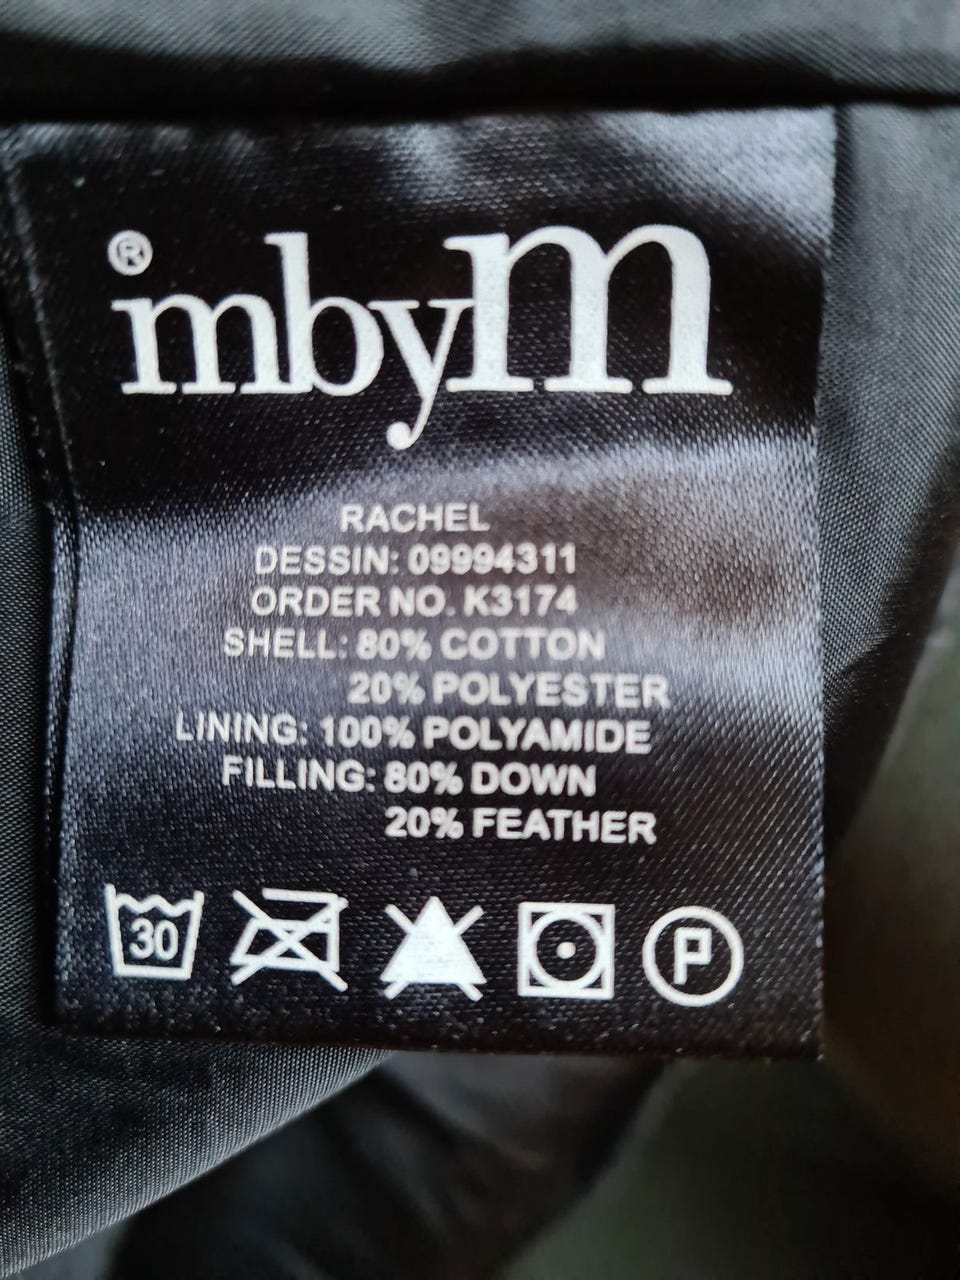 ®
mbym
RACHEL
DESSIN: 09994311
ORDER NO. K3174
SHELL: 80% COTTON
20% POLYESTER
LINING: 100% POLYAMIDE
FILLING: 80% DOWN
20% FEATHER
30 P